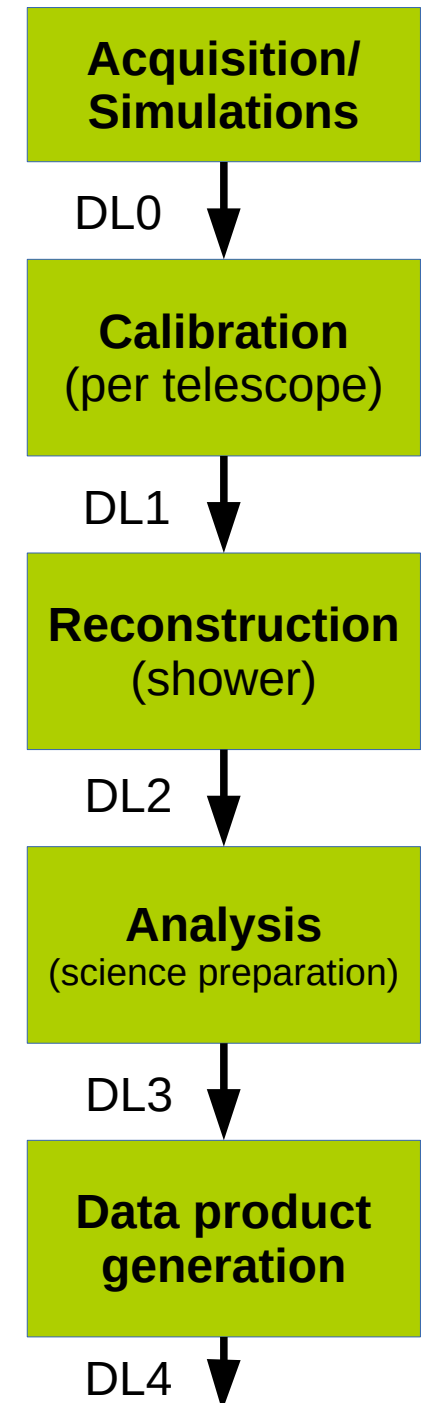 Acquisition/
Simulations
DL0
Calibration
(per telescope)
DL1
Reconstruction
(shower)
DL2
Analysis
(science preparation)
DL3
Data product
generation
DL4